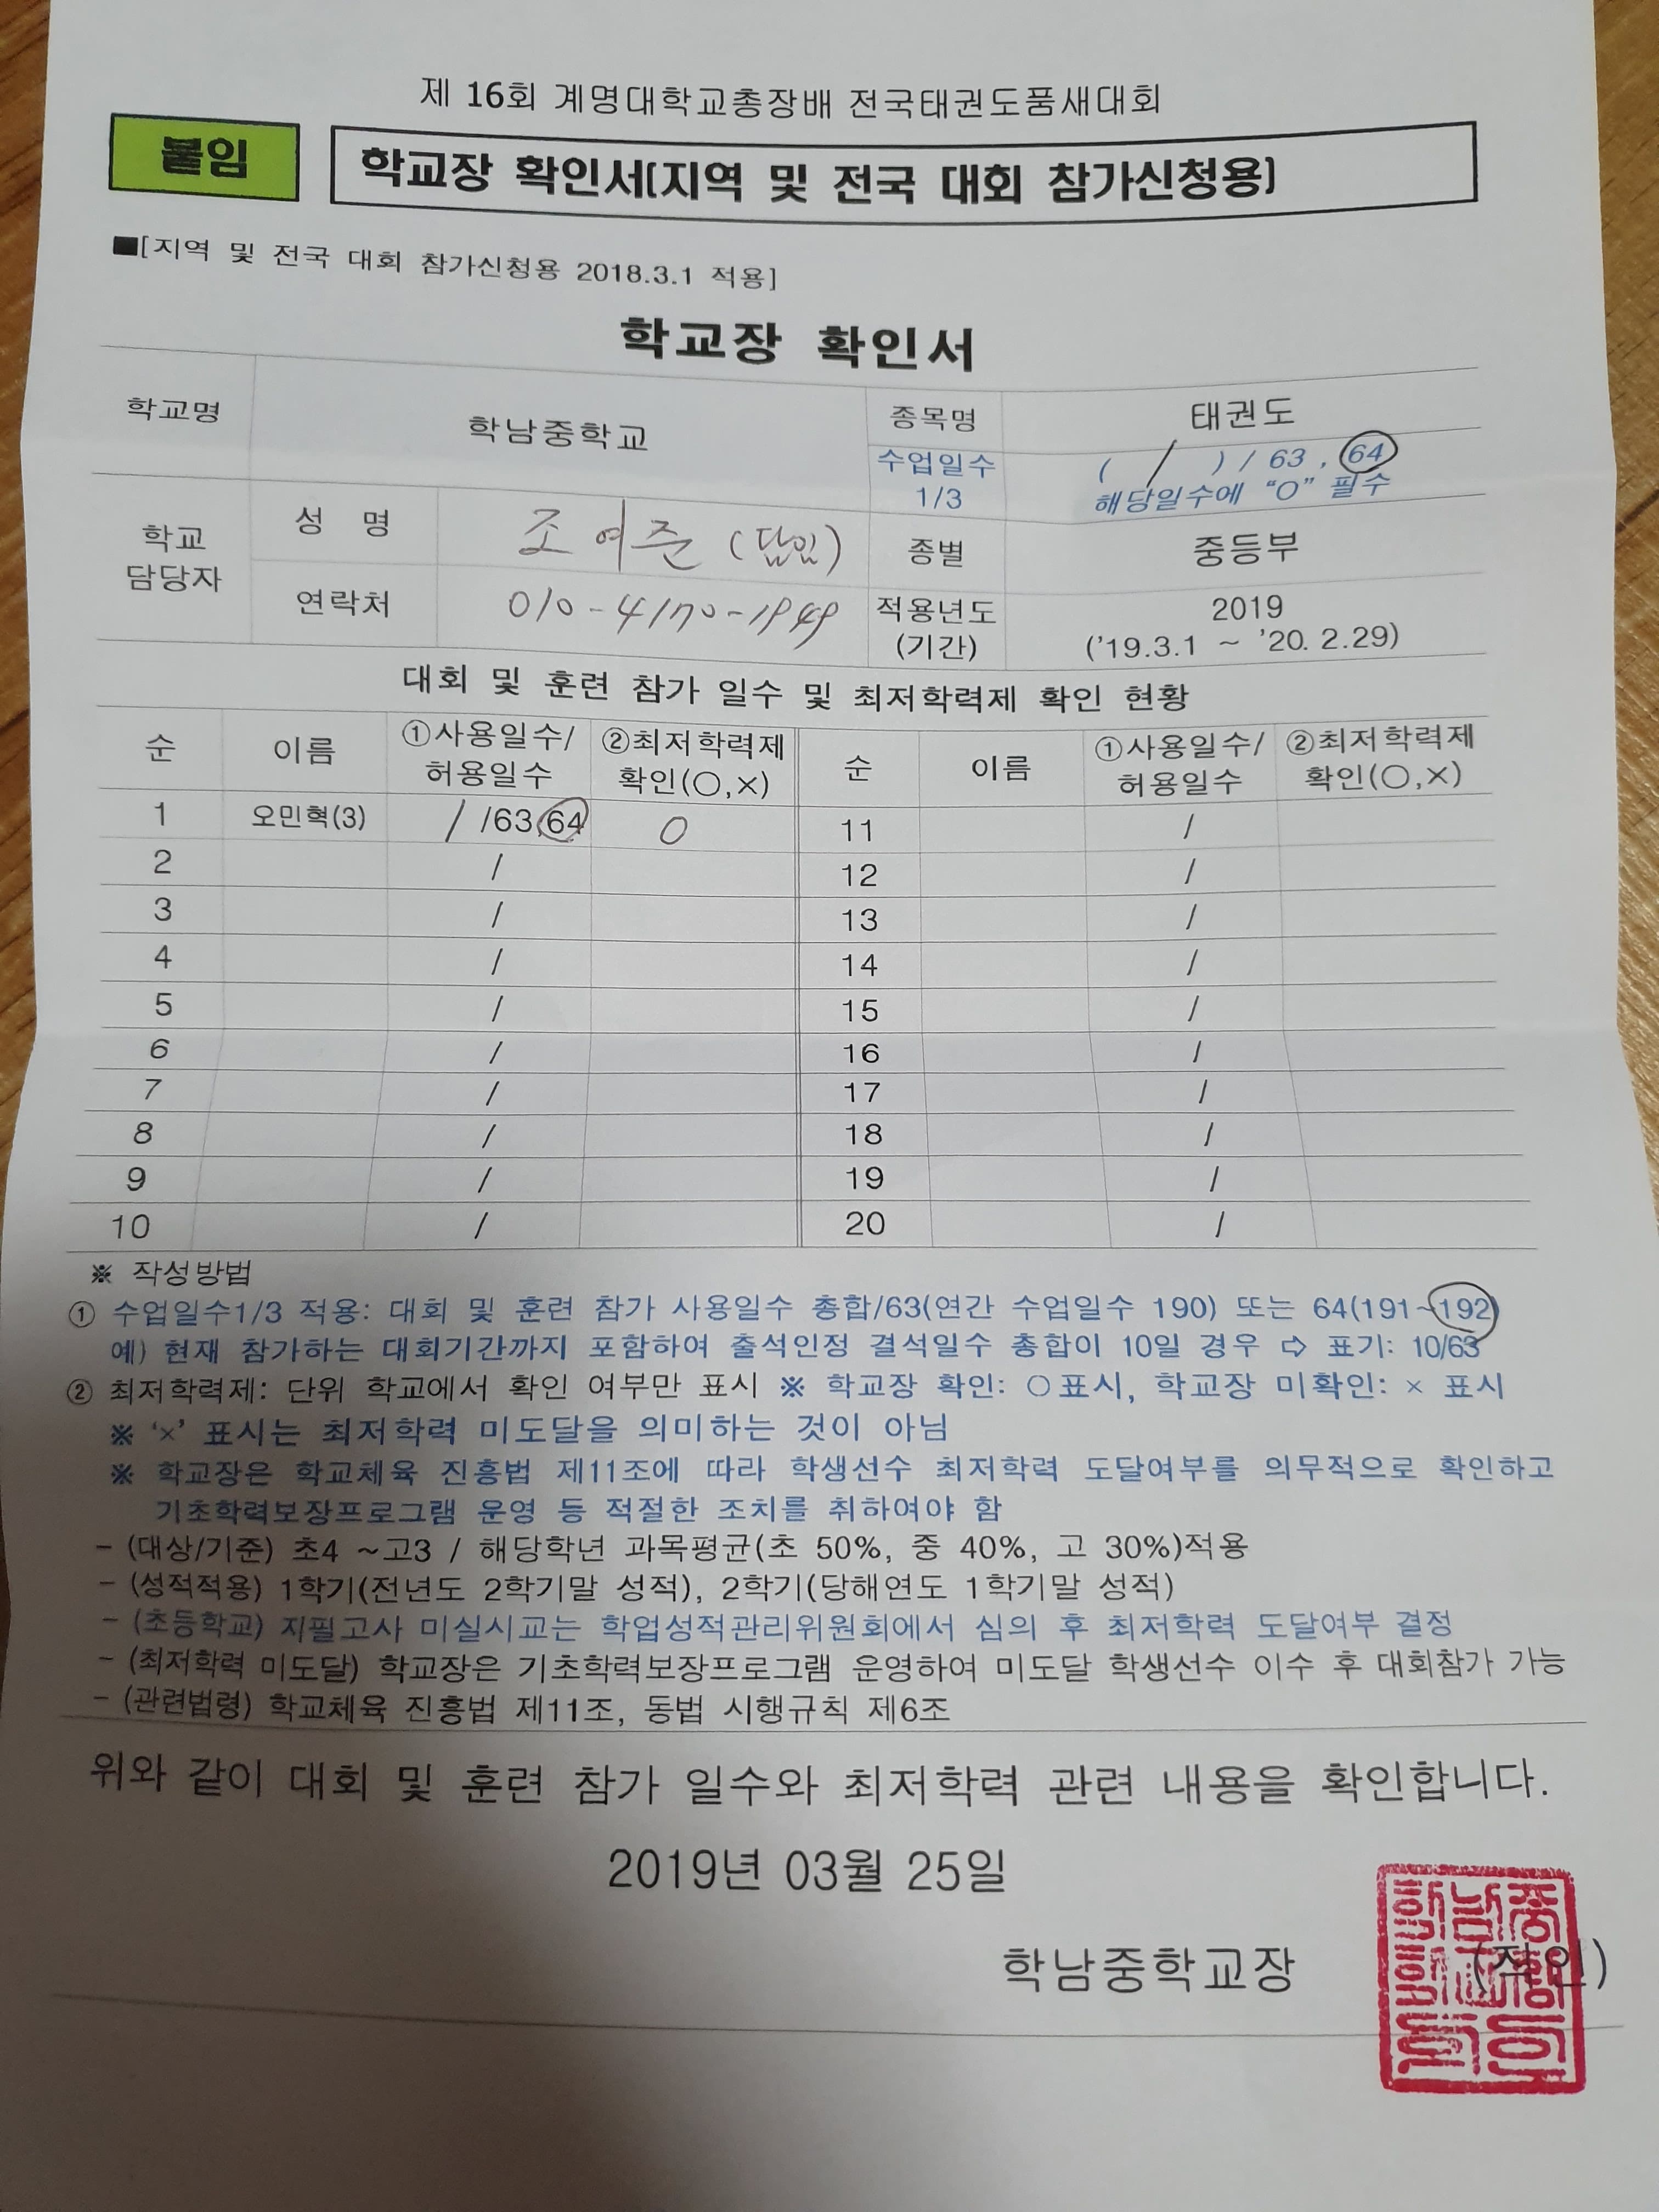 제 16회 계명대학교총장배 전국태권도품새대회
붙임
학교장 확인서(지역 및 전국 대회 참가신청용)
■[지역 및 전국 대회 참가신청용 2018.3.1 적용]
학교장 확인서
학교명 학남중학교 종목명 태권도
수업일수 1/3 ( / ) / 63 , 64
해당일수에 “O” 필수
학교 담당자 성 명 조여준 (담임) 종별 중등부
연락처 010-4170-1949 적용년도 (기간) 2019
('19.3.1 ~ '20. 2.29)
대회 및 훈련 참가 일수 및 최저학력제 확인 현황
순 이름 ①사용일수/허용일수 ②최저학력제 확인(○,×) 순 이름 ①사용일수/허용일수 ②최저학력제 확인(○,×)
1 오민혁(3) / /63,64 O 11 /
2 / 12 /
3 / 13 /
4 / 14 /
5 / 15 /
6 / 16 /
7 / 17 /
8 / 18 /
9 / 19 /
10 / 20 /
※ 작성방법
① 수업일수1/3 적용: 대회 및 훈련 참가 사용일수 총합/63(연간 수업일수 190) 또는 64(191~192)
예) 현재 참가하는 대회기간까지 포함하여 출석인정 결석일수 총합이 10일 경우 ⇨ 표기: 10/63
② 최저학력제: 단위 학교에서 확인 여부만 표시 ※ 학교장 확인: ○표시, 학교장 미확인: × 표시
※ ‘×’ 표시는 최저학력 미도달을 의미하는 것이 아님
※ 학교장은 학교체육 진흥법 제11조에 따라 학생선수 최저학력 도달여부를 의무적으로 확인하고
기초학력보장프로그램 운영 등 적절한 조치를 취하여야 함
- (대상/기준) 초4 ~고3 / 해당학년 과목평균(초 50%, 중 40%, 고 30%)적용
- (성적적용) 1학기(전년도 2학기말 성적), 2학기(당해연도 1학기말 성적)
- (초등학교) 지필고사 미실시교는 학업성적관리위원회에서 심의 후 최저학력 도달여부 결정
- (최저학력 미도달) 학교장은 기초학력보장프로그램 운영하여 미도달 학생선수 이수 후 대회참가 가능
- (관련법령) 학교체육 진흥법 제11조, 동법 시행규칙 제6조
위와 같이 대회 및 훈련 참가 일수와 최저학력 관련 내용을 확인합니다.
2019년 03월 25일
학남중학교장 (직인)